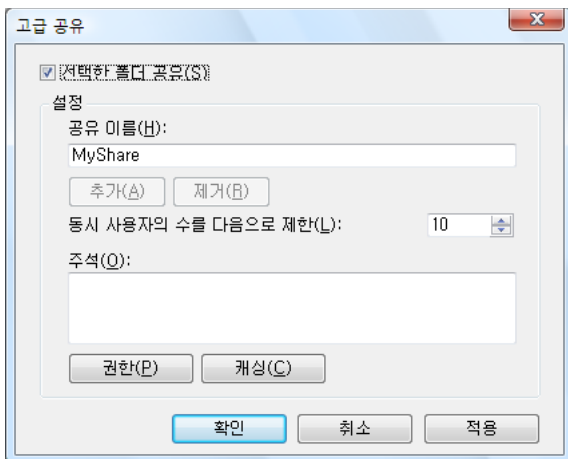 고급 공유
선택한 폴더 공유(S)
설정
공유 이름(H):
MyShare
추가(A) 제거(R)
동시 사용자의 수를 다음으로 제한(L): 10
주석(O):
권한(P) 캐싱(C)
확인 취소 적용